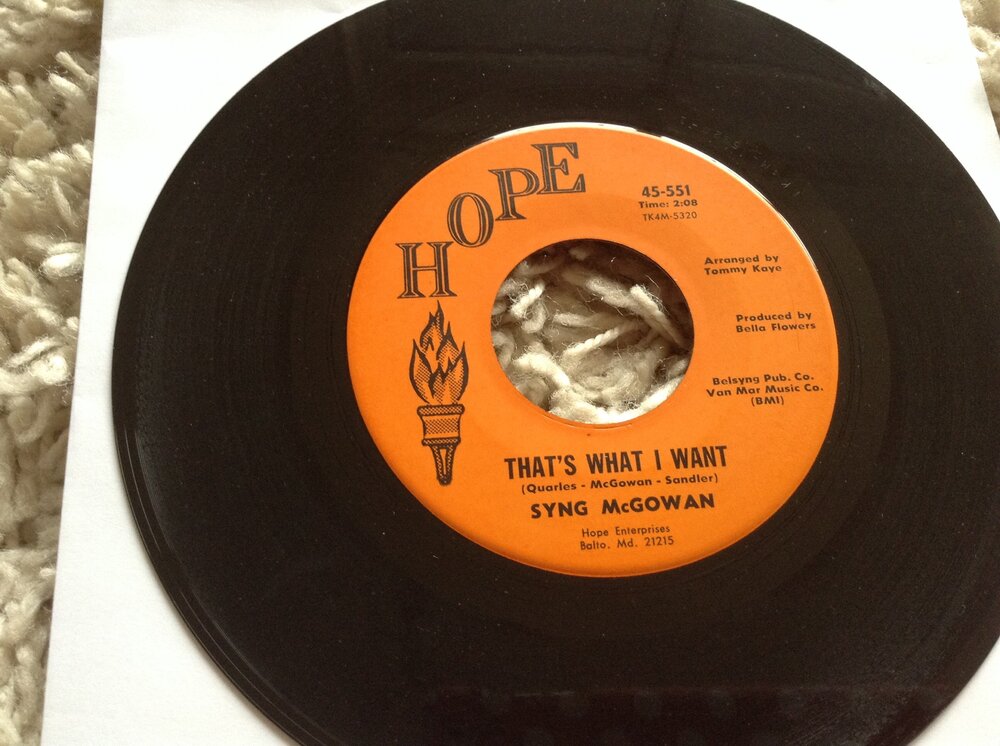 HOPE
45-551
Time: 2:08
TK4M-5320
Arranged by
Tommy Kaye
Produced by
Bella Flowers
Belsyng Pub. Co.
Van Mar Music Co.
(BMI)
THAT'S WHAT I WANT
(Quarles - McGowan - Sandler)
SYNG McGOWAN
Hope Enterprises
Balto. Md. 21215